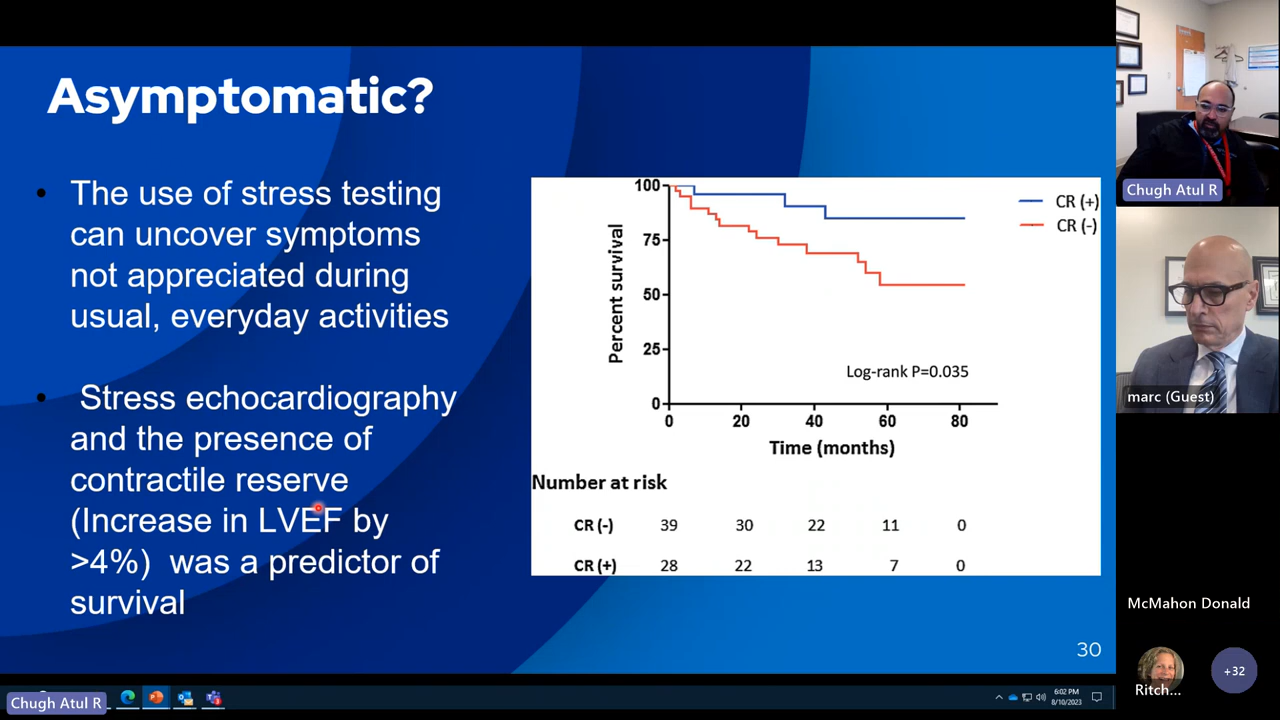 Asymptomatic?
• The use of stress testing
can uncover symptoms
not appreciated during
usual, everyday activities
• Stress echocardiography
and the presence of
contractile reserve
(Increase in LVEF by
>4%) was a predictor of
survival
100
75
50
25
0
Percent survival
0 20 40 60 80
Time (months)
CR (+)
CR (-)
Log-rank P=0.035
Number at risk
CR (-) 39 30 22 11 0
CR (+) 28 22 13 7 0
30
Chugh Atul R
marc (Guest)
McMahon Donald
Ritch...
+32
Chugh Atul R
6:02 PM
8/10/2023